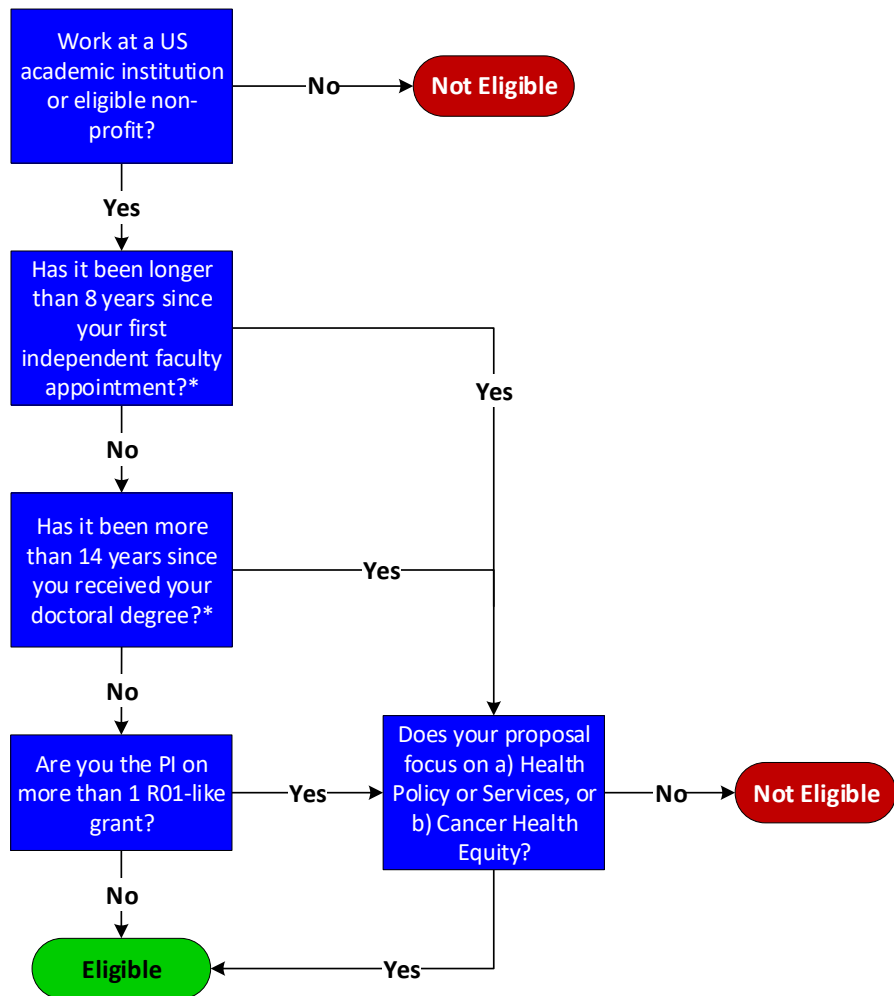 Work at a US
academic institution
or eligible non-
profit?
No
Not Eligible
Yes
Has it been longer
than 8 years since
your first
independent faculty
appointment?*
Yes
No
Has it been more
than 14 years since
you received your
doctoral degree?*
Yes
No
Are you the PI on
more than 1 R01-like
grant?
Yes
Does your proposal
focus on a) Health
Policy or Services, or
b) Cancer Health
Equity?
No
Not Eligible
No
Eligible
Yes